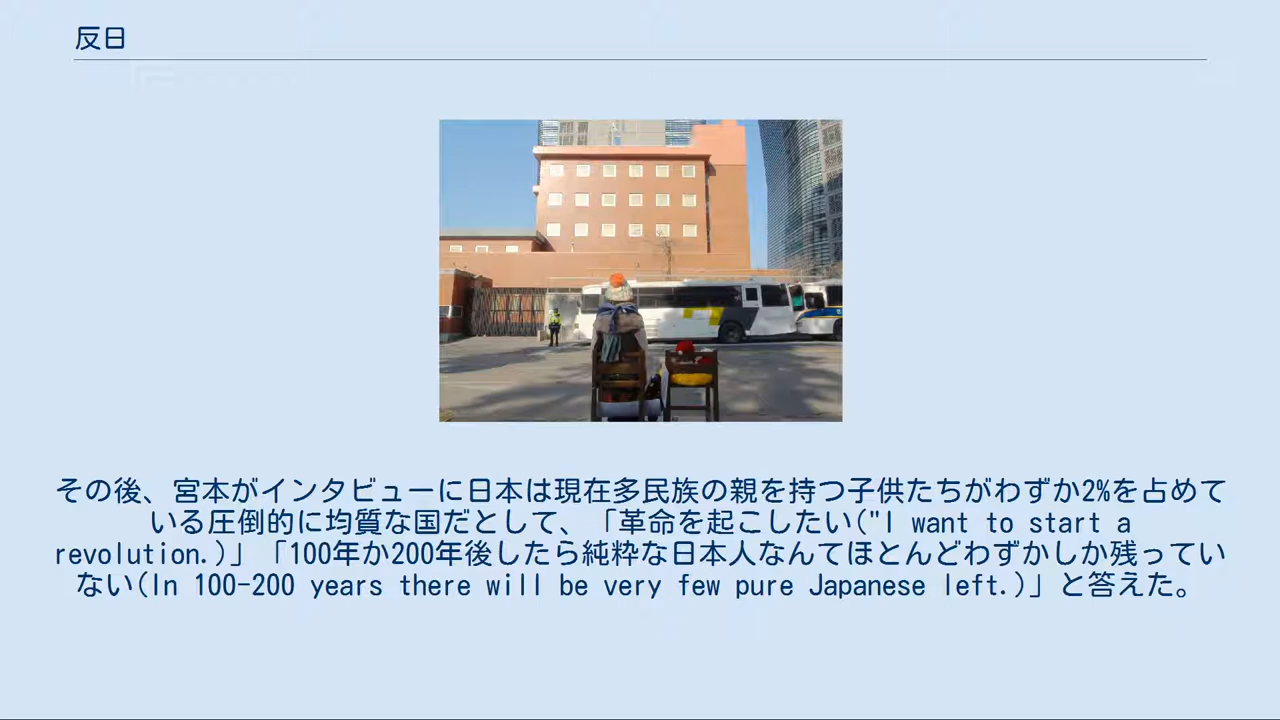 反日
その後、宮本がインタビューに日本は現在多民族の親を持つ子供たちがわずか2%を占めて
いる圧倒的に均質な国だとして、「革命を起こしたい("I want to start a
revolution.)」「100年か200年後したら純粋な日本人なんてほとんどわずかしか残ってい
ない(In 100-200 years there will be very few pure Japanese left.)」と答えた。